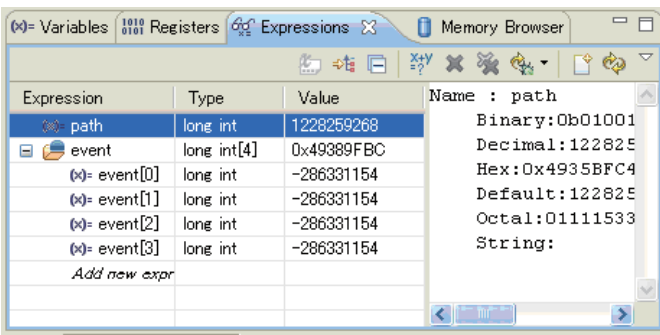 (x)= Variables 1010 0101 Registers Expressions Memory Browser
x+y =?
Expression Type Value
(x)= path long int 1228259268
event long int[4] 0x49389FBC
(x)= event[0] long int -286331154
(x)= event[1] long int -286331154
(x)= event[2] long int -286331154
(x)= event[3] long int -286331154
Add new expr
Name : path
Binary:0b01001
Decimal:122825
Hex:0x4935BFC4
Default:122825
Octal:01111533
String: